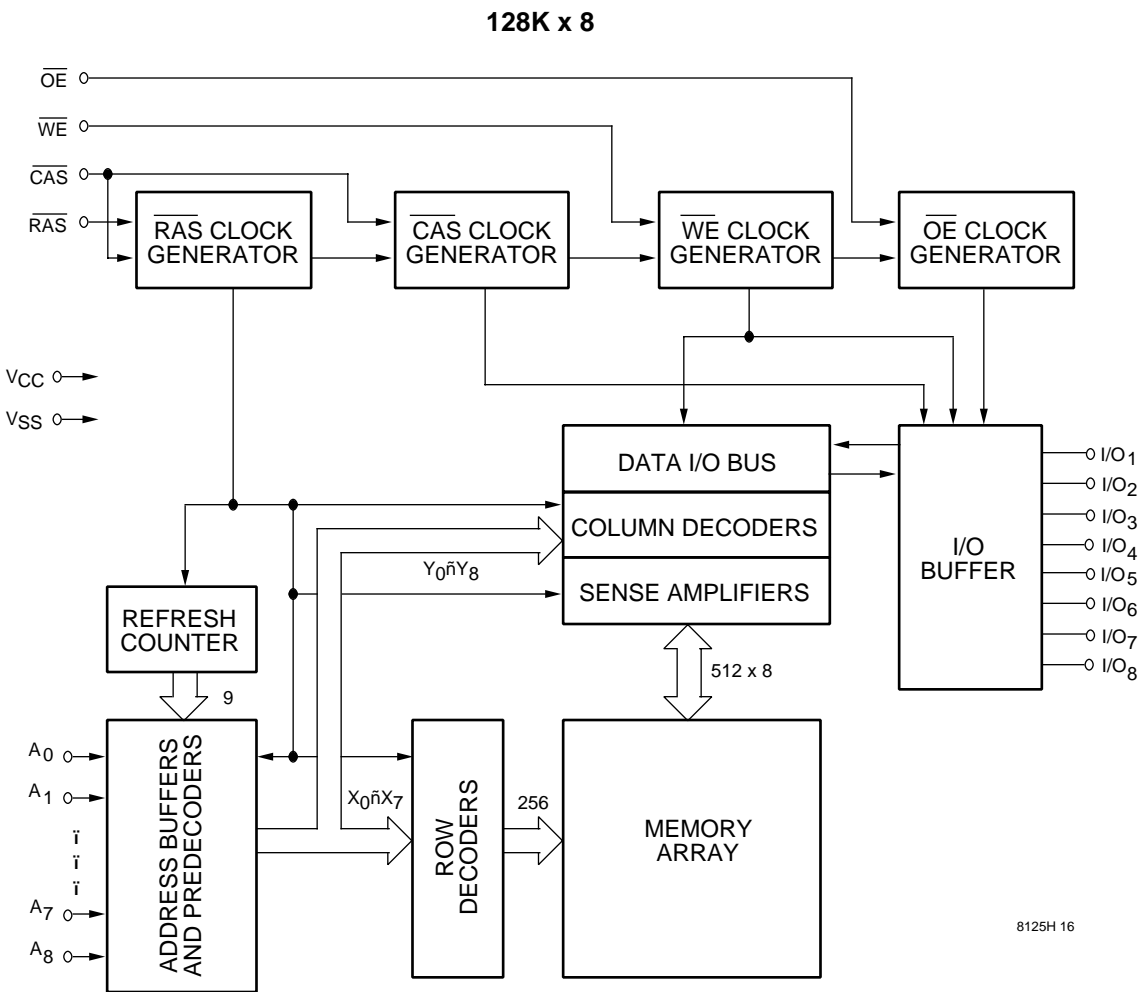 128K x 8
OE
WE
CAS
RAS
RAS CLOCK
GENERATOR
CAS CLOCK
GENERATOR
WE CLOCK
GENERATOR
OE CLOCK
GENERATOR
VCC
VSS
DATA I/O BUS
COLUMN DECODERS
SENSE AMPLIFIERS
Y0ñY8
I/O
BUFFER
I/O1
I/O2
I/O3
I/O4
I/O5
I/O6
I/O7
I/O8
REFRESH
COUNTER
9
512 x 8
A0
A1
ï
ï
ï
A7
A8
ADDRESS BUFFERS
AND PREDECODERS
X0ñX7
ROW
DECODERS
256
MEMORY
ARRAY
8125H 16